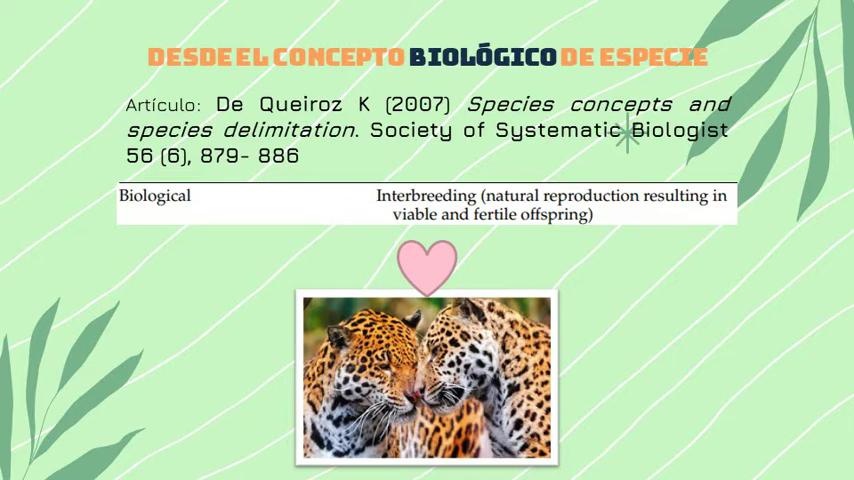 DESDE EL CONCEPTO BIOLÓGICO DE ESPECIE
Artículo: De Queiroz K (2007) Species concepts and
species delimitation. Society of Systematic Biologist
56 (6), 879- 886
Biological Interbreeding (natural reproduction resulting in
viable and fertile offspring)